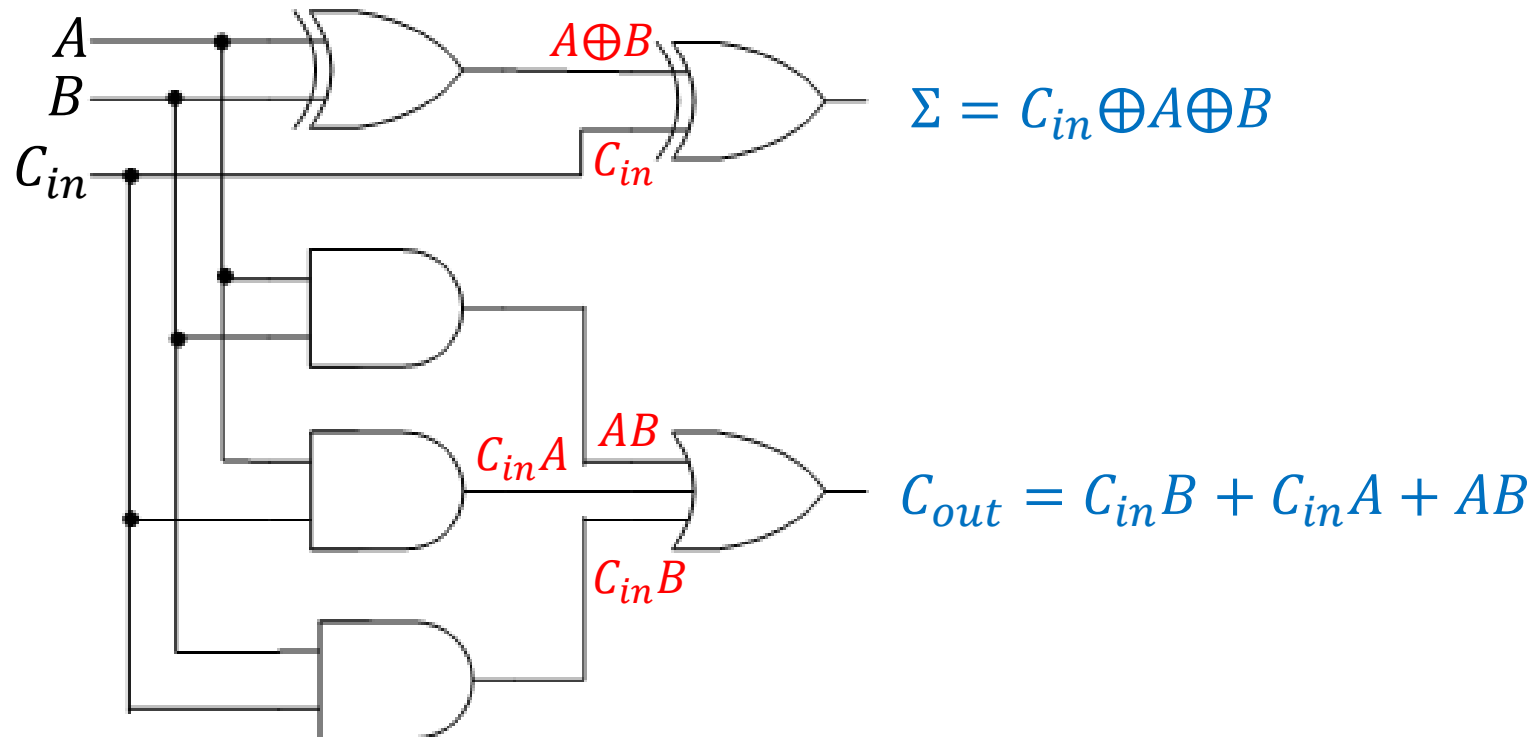 A
A⊕B
B
Σ = C_in⊕A⊕B
C_in
C_in
AB
C_inA
C_out = C_inB + C_inA + AB
C_inB